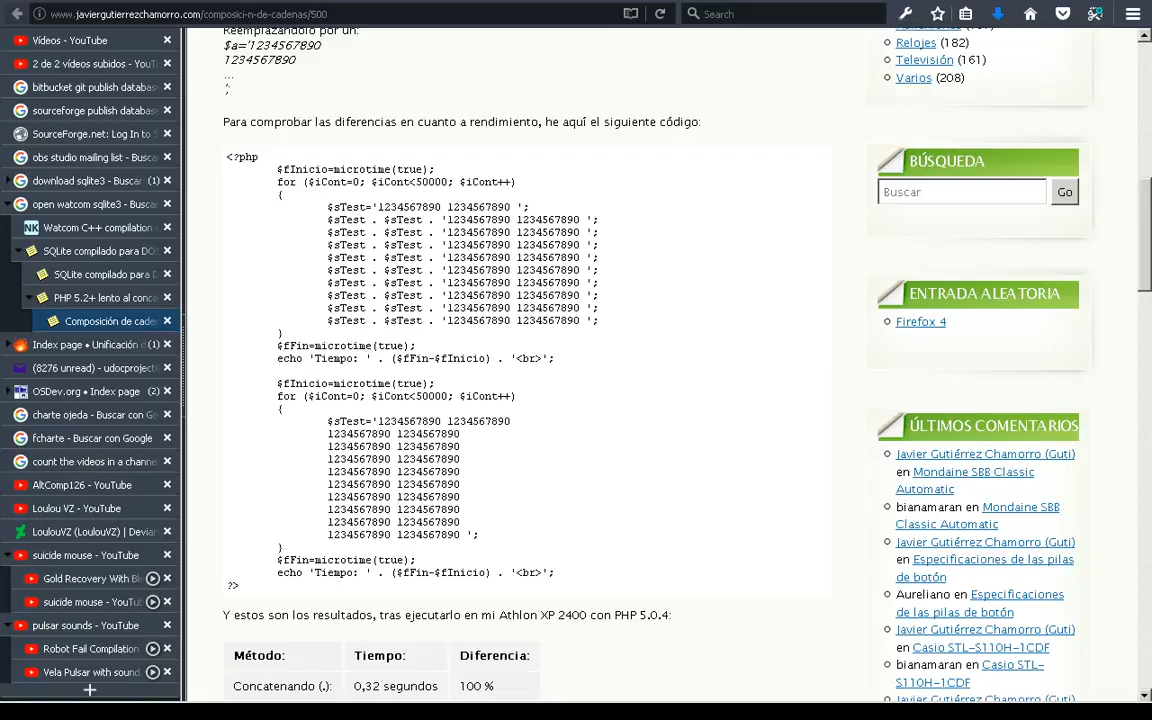 www.javiergutierrezchamorro.com/composici-n-de-cadenas/500
Search
Vídeos - YouTube
2 de 2 vídeos subidos - YouT
bitbucket git publish databas
sourceforge publish databas
SourceForge.net: Log In to S
obs studio mailing list - Busca
download sqlite3 - Buscar (1)
open watcom sqlite3 - Busca
Watcom C++ compilation
SQLite compilado para DO
SQLite compilado para D
PHP 5.2+ lento al conca
Composición de cade
Index page • Unificación d (1)
(8276 unread) - udocproject
OSDev.org • Index page (2)
charte ojeda - Buscar con Go
fcharte - Buscar con Google
count the videos in a channe
AltComp126 - YouTube
Loulou VZ - YouTube
LoulouVZ (LoulouVZ) | Devian
suicide mouse - YouTube
Gold Recovery With Bl
suicide mouse - YouTu
pulsar sounds - YouTube
Robot Fail Compilation
Vela Pulsar with sound
Reemplazándolo por un:
$a='1234567890
1234567890
...
';
Para comprobar las diferencias en cuanto a rendimiento, he aquí el siguiente código:
<?php
$fInicio=microtime(true);
for ($iCont=0; $iCont<50000; $iCont++)
{
$sTest='1234567890 1234567890 ';
$sTest . $sTest . '1234567890 1234567890 ';
$sTest . $sTest . '1234567890 1234567890 ';
$sTest . $sTest . '1234567890 1234567890 ';
$sTest . $sTest . '1234567890 1234567890 ';
$sTest . $sTest . '1234567890 1234567890 ';
$sTest . $sTest . '1234567890 1234567890 ';
$sTest . $sTest . '1234567890 1234567890 ';
$sTest . $sTest . '1234567890 1234567890 ';
$sTest . $sTest . '1234567890 1234567890 ';
}
$fFin=microtime(true);
echo 'Tiempo: ' . ($fFin-$fInicio) . '<br>';
$fInicio=microtime(true);
for ($iCont=0; $iCont<50000; $iCont++)
{
$sTest='1234567890 1234567890
1234567890 1234567890
1234567890 1234567890
1234567890 1234567890
1234567890 1234567890
1234567890 1234567890
1234567890 1234567890
1234567890 1234567890
1234567890 1234567890
1234567890 1234567890 ';
}
$fFin=microtime(true);
echo 'Tiempo: ' . ($fFin-$fInicio) . '<br>';
?>
Y estos son los resultados, tras ejecutarlo en mi Athlon XP 2400 con PHP 5.0.4:
Método: Tiempo: Diferencia:
Concatenando (.): 0,32 segundos 100 %
Relojes (182)
Televisión (161)
Varios (208)
BÚSQUEDA
Buscar Go
ENTRADA ALEATORIA
Firefox 4
ÚLTIMOS COMENTARIOS
Javier Gutiérrez Chamorro (Guti)
en Mondaine SBB Classic
Automatic
bianamaran en Mondaine SBB
Classic Automatic
Javier Gutiérrez Chamorro (Guti)
en Especificaciones de las pilas
de botón
Aureliano en Especificaciones
de las pilas de botón
Javier Gutiérrez Chamorro (Guti)
en Casio STL-S110H-1CDF
bianamaran en Casio STL-
S110H-1CDF
Javier Gutiérrez Chamorro (Guti)